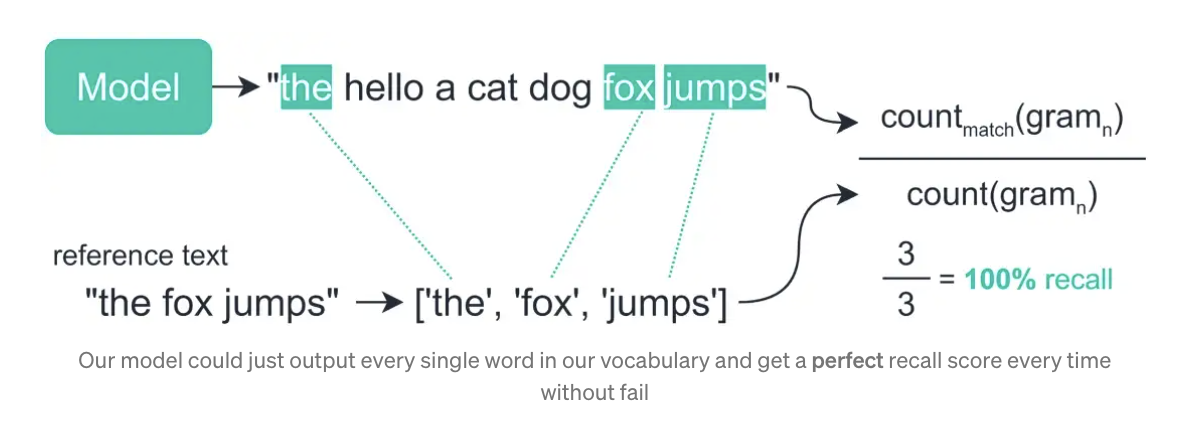 Model
"the hello a cat dog fox jumps"
count_match(gram_n)
count(gram_n)
reference text
"the fox jumps"
['the', 'fox', 'jumps']
3
3
= 100% recall
Our model could just output every single word in our vocabulary and get a perfect recall score every time
without fail